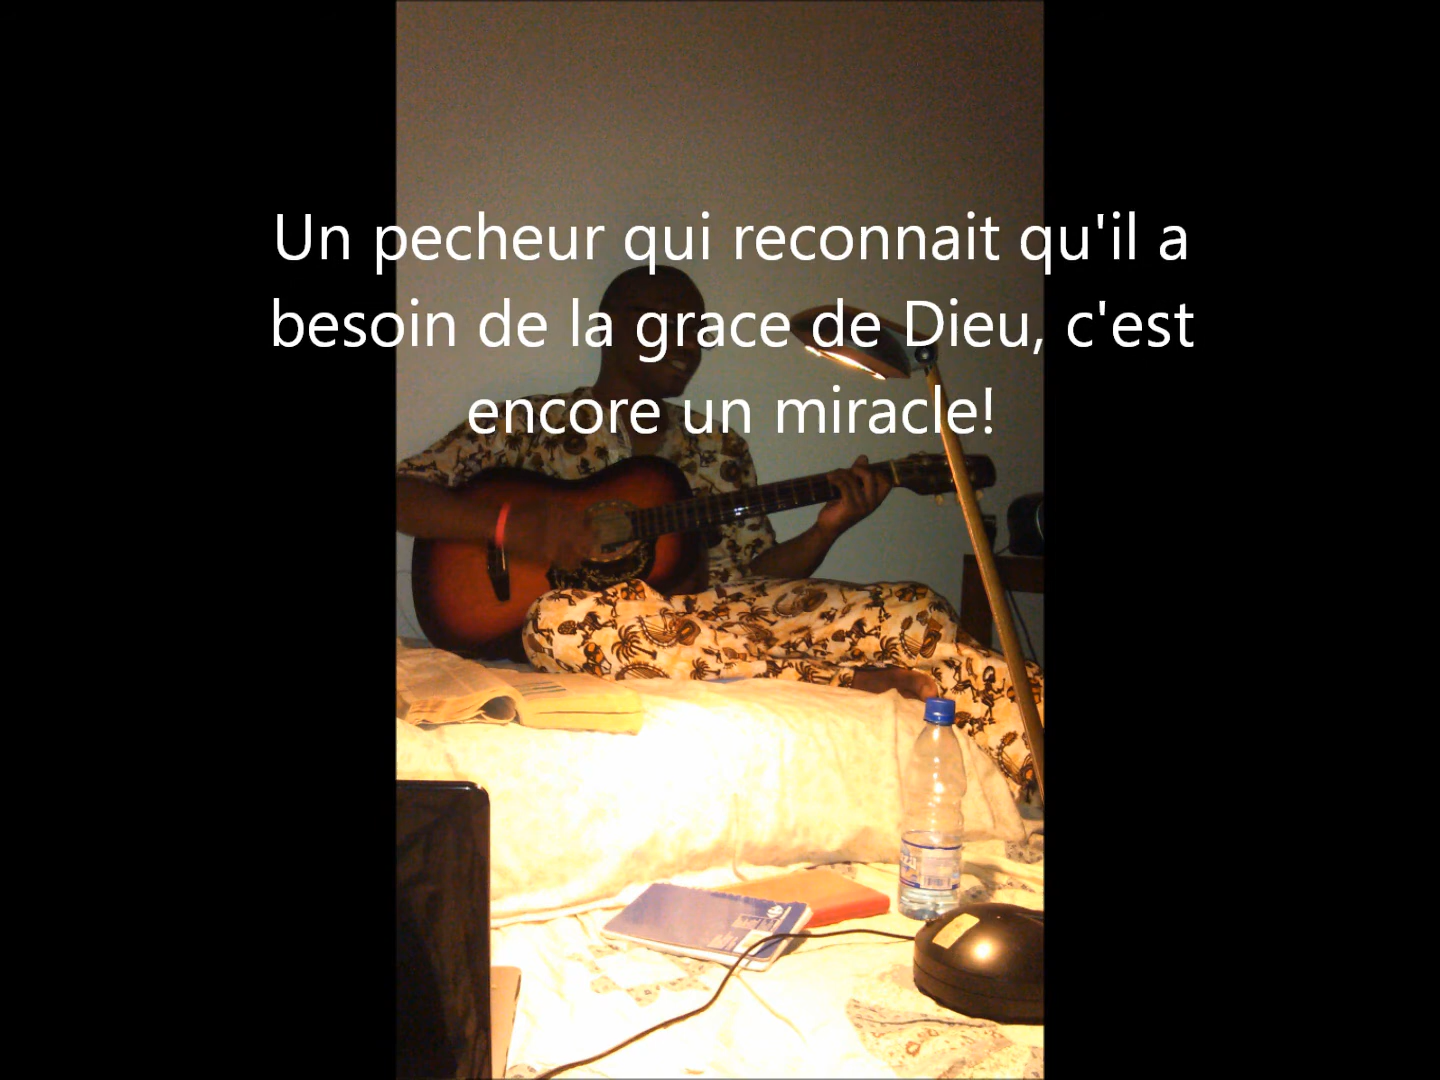 Un pecheur qui reconnait qu'il a
besoin de la grace de Dieu, c'est
encore un miracle!